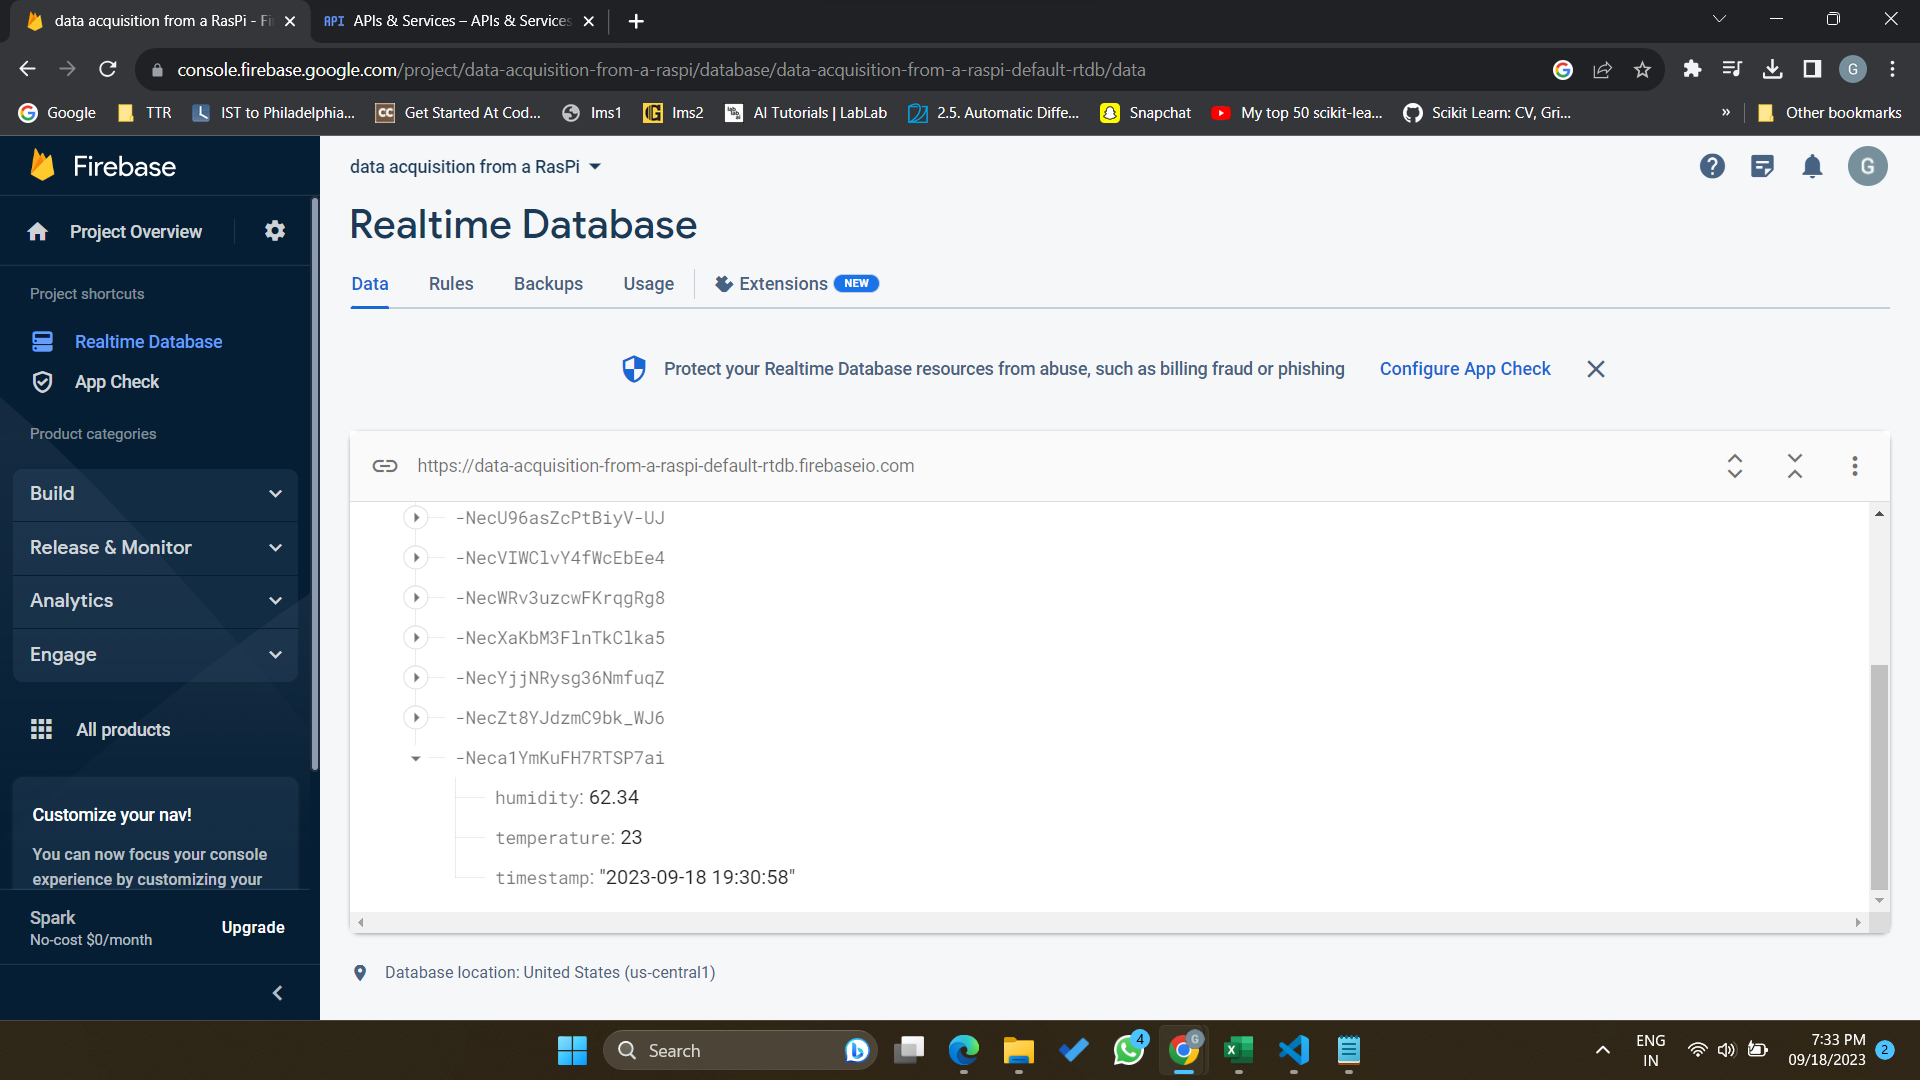 data acquisition from a RasPi - Fi
API APIs & Services – APIs & Services
console.firebase.google.com/project/data-acquisition-from-a-raspi/database/data-acquisition-from-a-raspi-default-rtdb/data
G
Google
TTR
IST to Philadelphia...
CC Get Started At Cod...
lms1
lms2
AI Tutorials | LabLab
2.5. Automatic Diffe...
Snapchat
My top 50 scikit-lea...
Scikit Learn: CV, Gri...
»
Other bookmarks
Firebase
data acquisition from a RasPi
G
Project Overview
Realtime Database
Data
Rules
Backups
Usage
Extensions NEW
Project shortcuts
Realtime Database
App Check
Product categories
Build
Release & Monitor
Analytics
Engage
All products
Customize your nav!
You can now focus your console
experience by customizing your
Spark
No-cost $0/month
Upgrade
Protect your Realtime Database resources from abuse, such as billing fraud or phishing
Configure App Check
https://data-acquisition-from-a-raspi-default-rtdb.firebaseio.com
-NecU96asZcPtBiyV-UJ
-NecVIWClvY4fWcEbEe4
-NecWRv3uzcwFKrqgRg8
-NecXaKbM3FlnTkClka5
-NecYjjNRysg36NmfuqZ
-NecZt8YJdzmC9bk_WJ6
-Neca1YmKuFH7RTSP7ai
humidity: 62.34
temperature: 23
timestamp: "2023-09-18 19:30:58"
Database location: United States (us-central1)
Search
4
G
ENG
IN
7:33 PM
09/18/2023
2